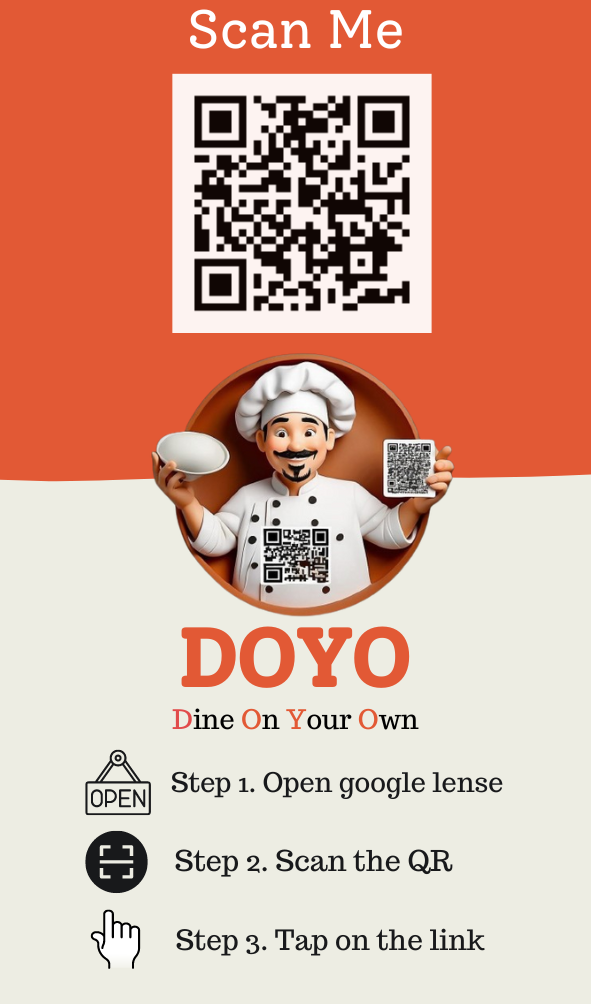 Scan Me
DOYO
Dine On Your Own
OPEN
Step 1. Open google lense
Step 2. Scan the QR
Step 3. Tap on the link